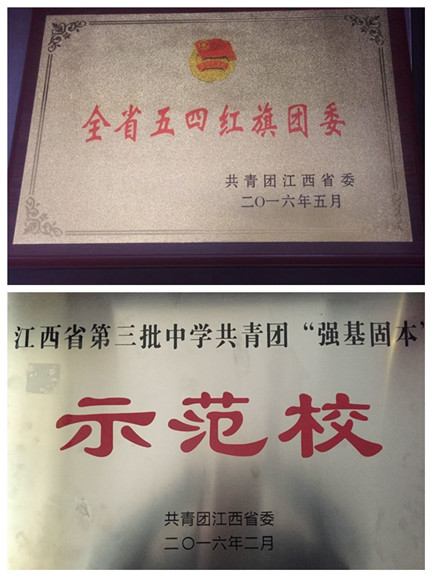 全省五四红旗团委
共青团江西省委
二〇一六年五月
江西省第三批中学共青团“强基固本”
示范校
共青团江西省委
二〇一六年二月